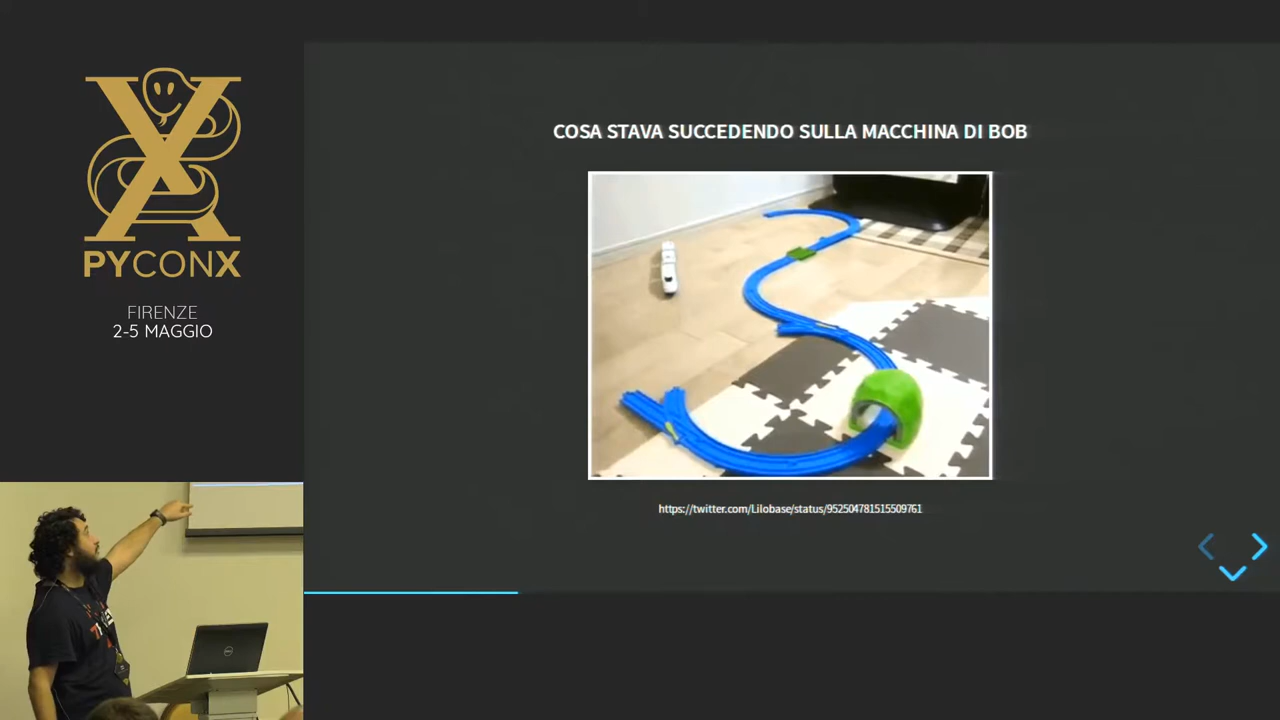 PYCONX
FIRENZE
2-5 MAGGIO
COSA STAVA SUCCEDENDO SULLA MACCHINA DI BOB
https://twitter.com/Lilobase/status/952504781515509761